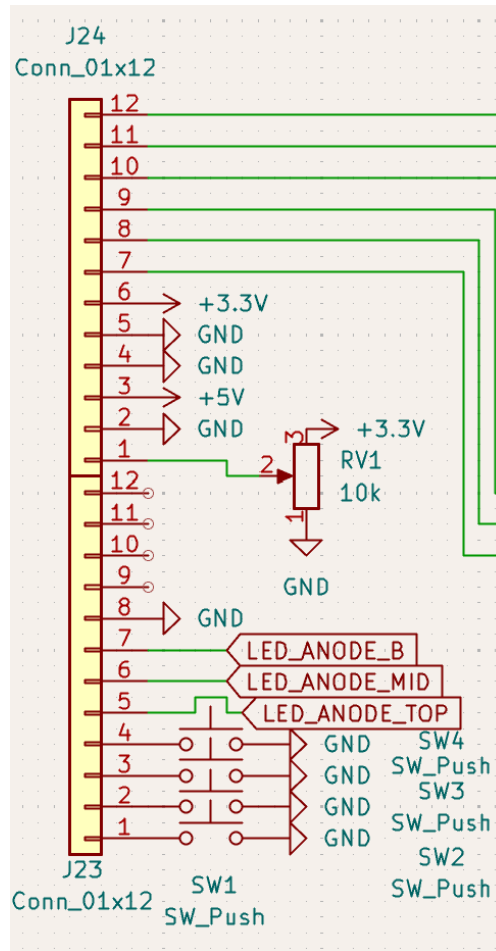 J24
Conn_01x12
12
11
10
9
8
7
6 +3.3V
5 GND
4 GND
3 +5V
2 GND
1
3 +3.3V
2 RV1
10k
1
GND
12
11
10
9
8 GND
7 LED_ANODE_B
6 LED_ANODE_MID
5 LED_ANODE_TOP
4 GND SW4
SW_Push
3 GND
SW3
2 GND
SW_Push
1 GND
SW2
J23
Conn_01x12
SW1
SW_Push
SW_Push